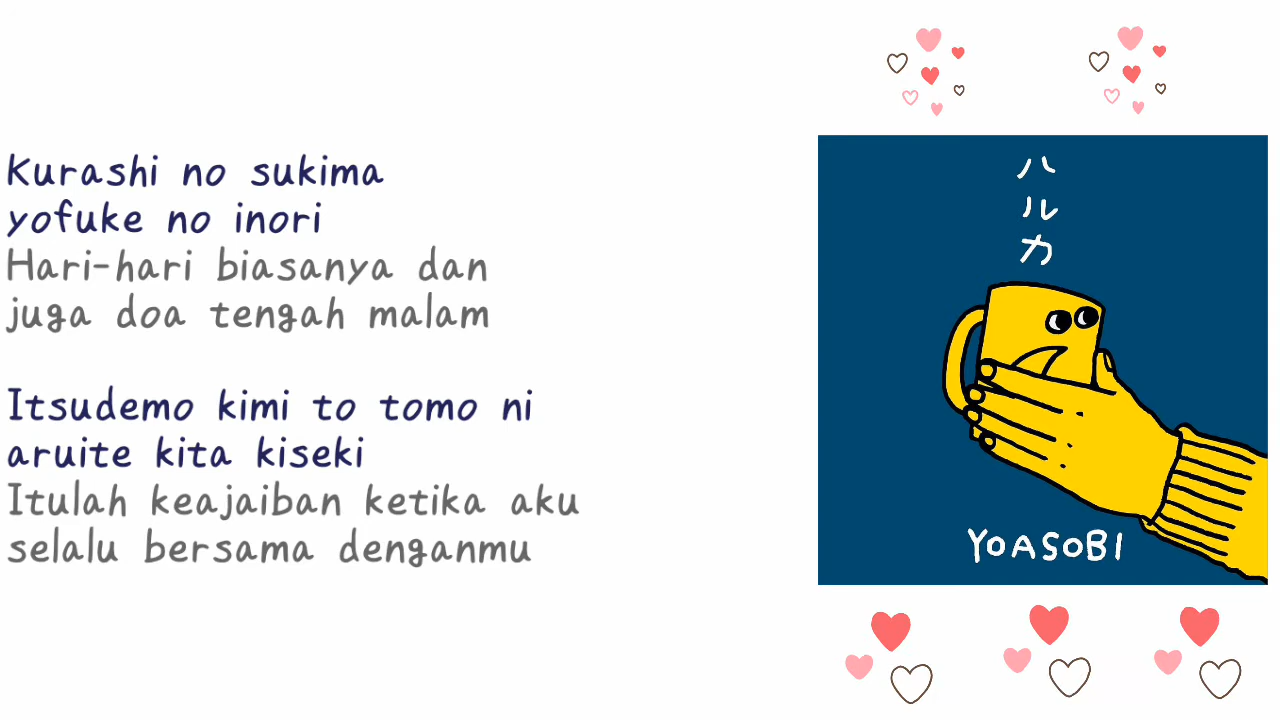 Kurashi no sukima
yofuke no inori
Hari-hari biasanya dan
juga doa tengah malam
Itsudemo kimi to tomo ni
aruite kita kiseki
Itulah keajaiban ketika aku
selalu bersama denganmu
ハルカ
YOASOBI